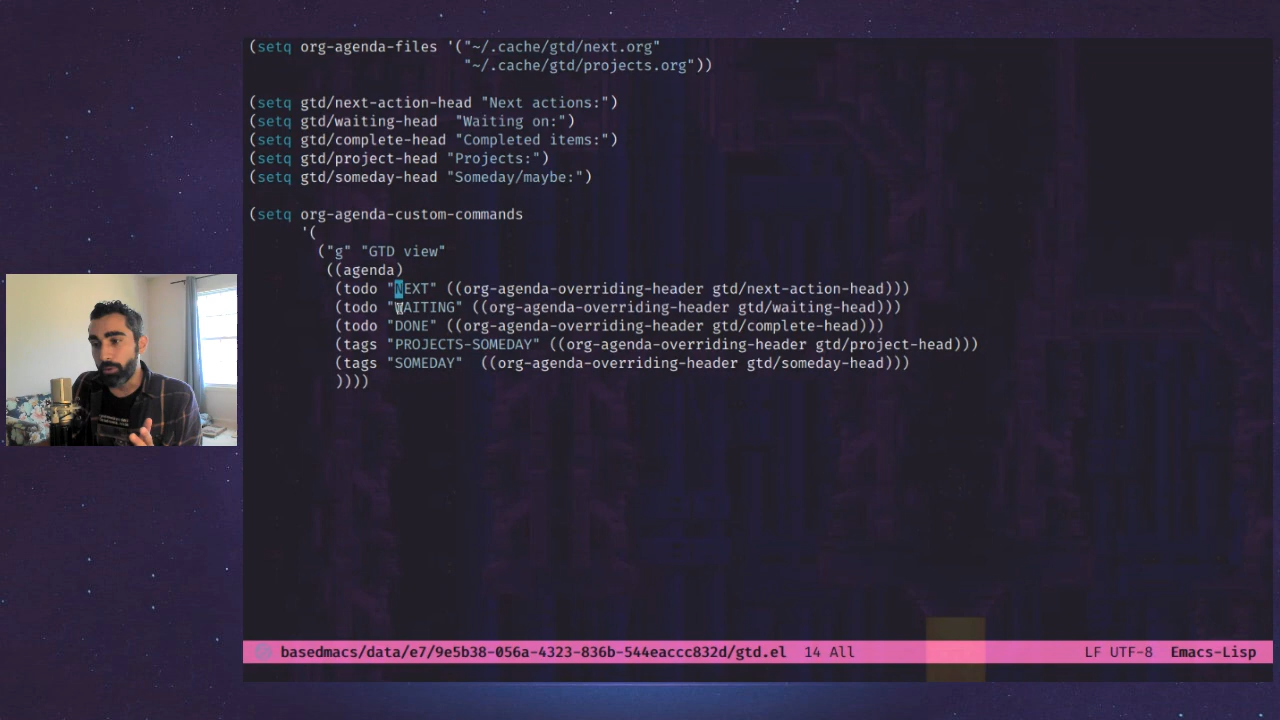 (setq org-agenda-files '("~/.cache/gtd/next.org"
"~/.cache/gtd/projects.org"))
(setq gtd/next-action-head "Next actions:")
(setq gtd/waiting-head  "Waiting on:")
(setq gtd/complete-head "Completed items:")
(setq gtd/project-head "Projects:")
(setq gtd/someday-head "Someday/maybe:")
(setq org-agenda-custom-commands
'(
("g" "GTD view"
((agenda)
(todo "NEXT" ((org-agenda-overriding-header gtd/next-action-head)))
(todo "WAITING" ((org-agenda-overriding-header gtd/waiting-head)))
(todo "DONE" ((org-agenda-overriding-header gtd/complete-head)))
(tags "PROJECTS-SOMEDAY" ((org-agenda-overriding-header gtd/project-head)))
(tags "SOMEDAY"  ((org-agenda-overriding-header gtd/someday-head)))
))))
basedmacs/data/e7/9e5b38-056a-4323-836b-544eaccc832d/gtd.el  14 All LF UTF-8 Emacs-Lisp